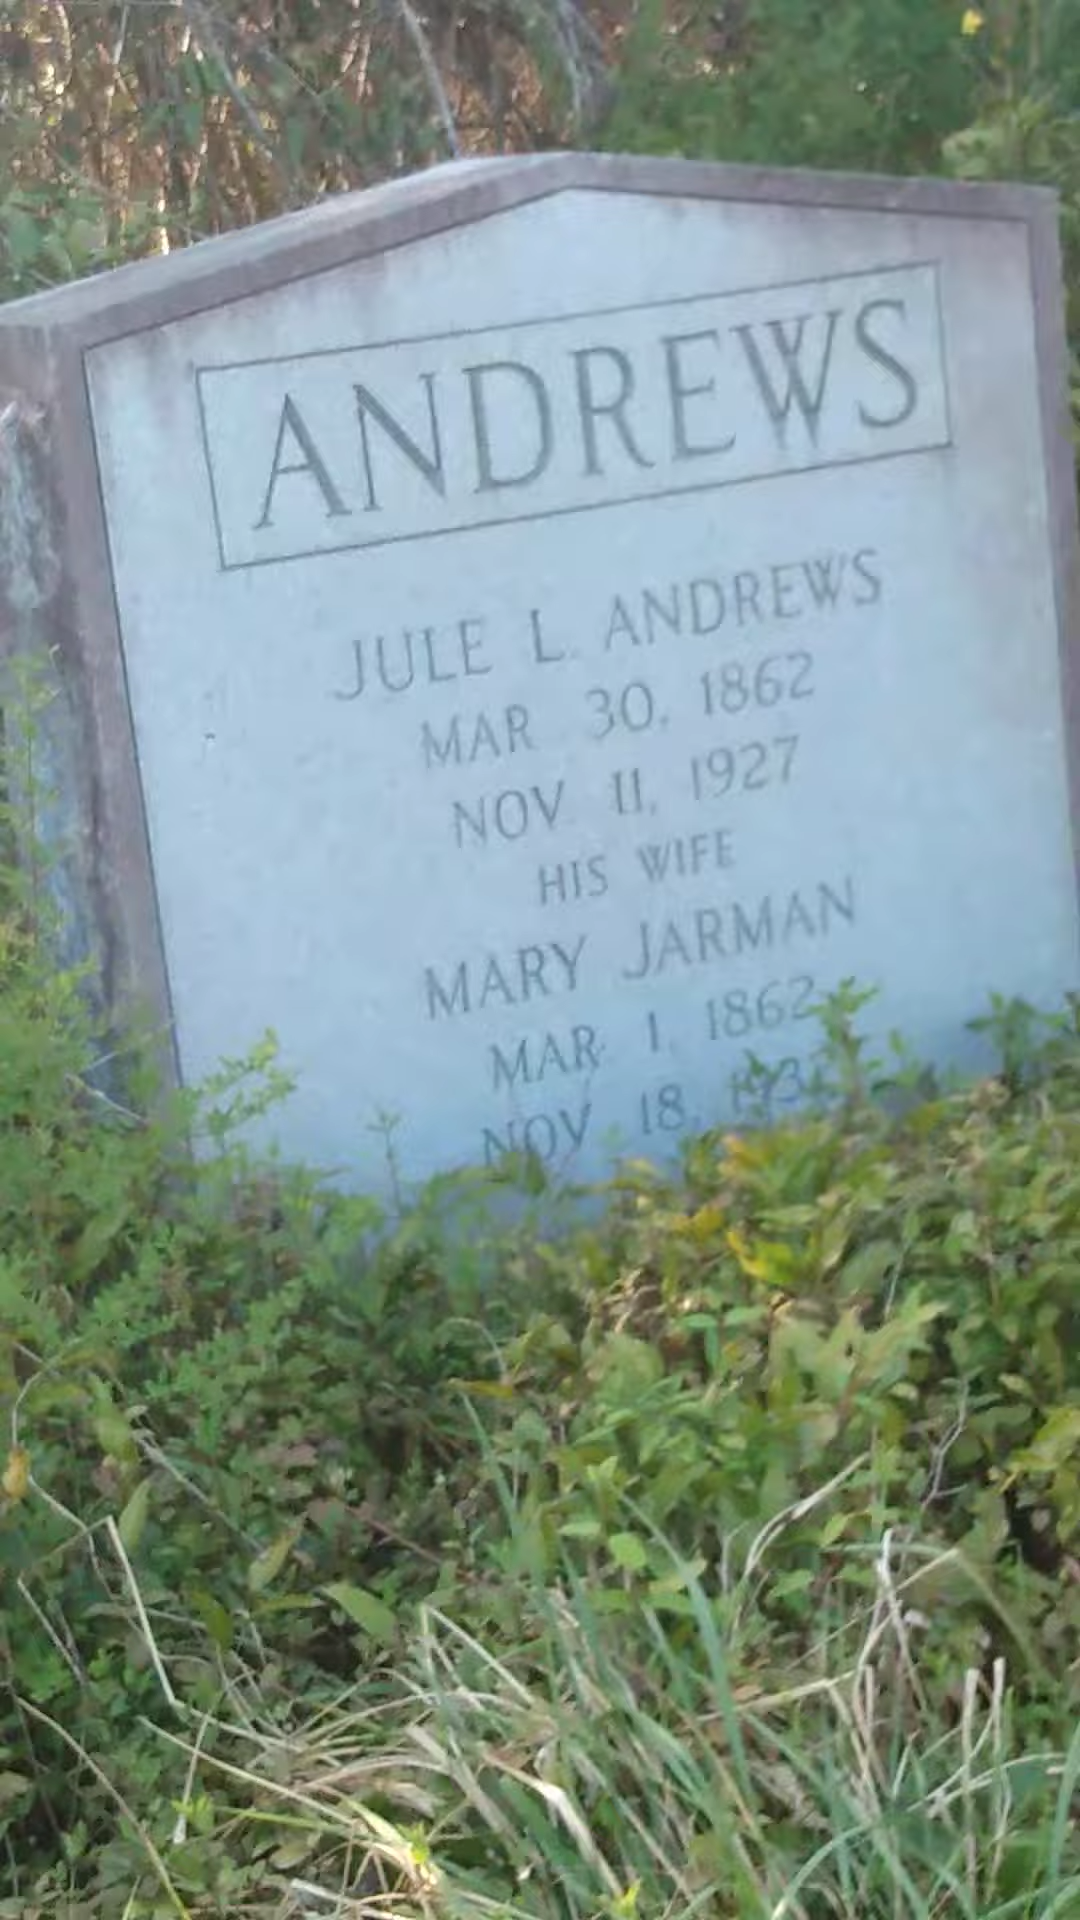 ANDREWS
JULE L. ANDREWS
MAR 30, 1862
NOV 11, 1927
HIS WIFE
MARY JARMAN
MAR 1, 1862
NOV 18,